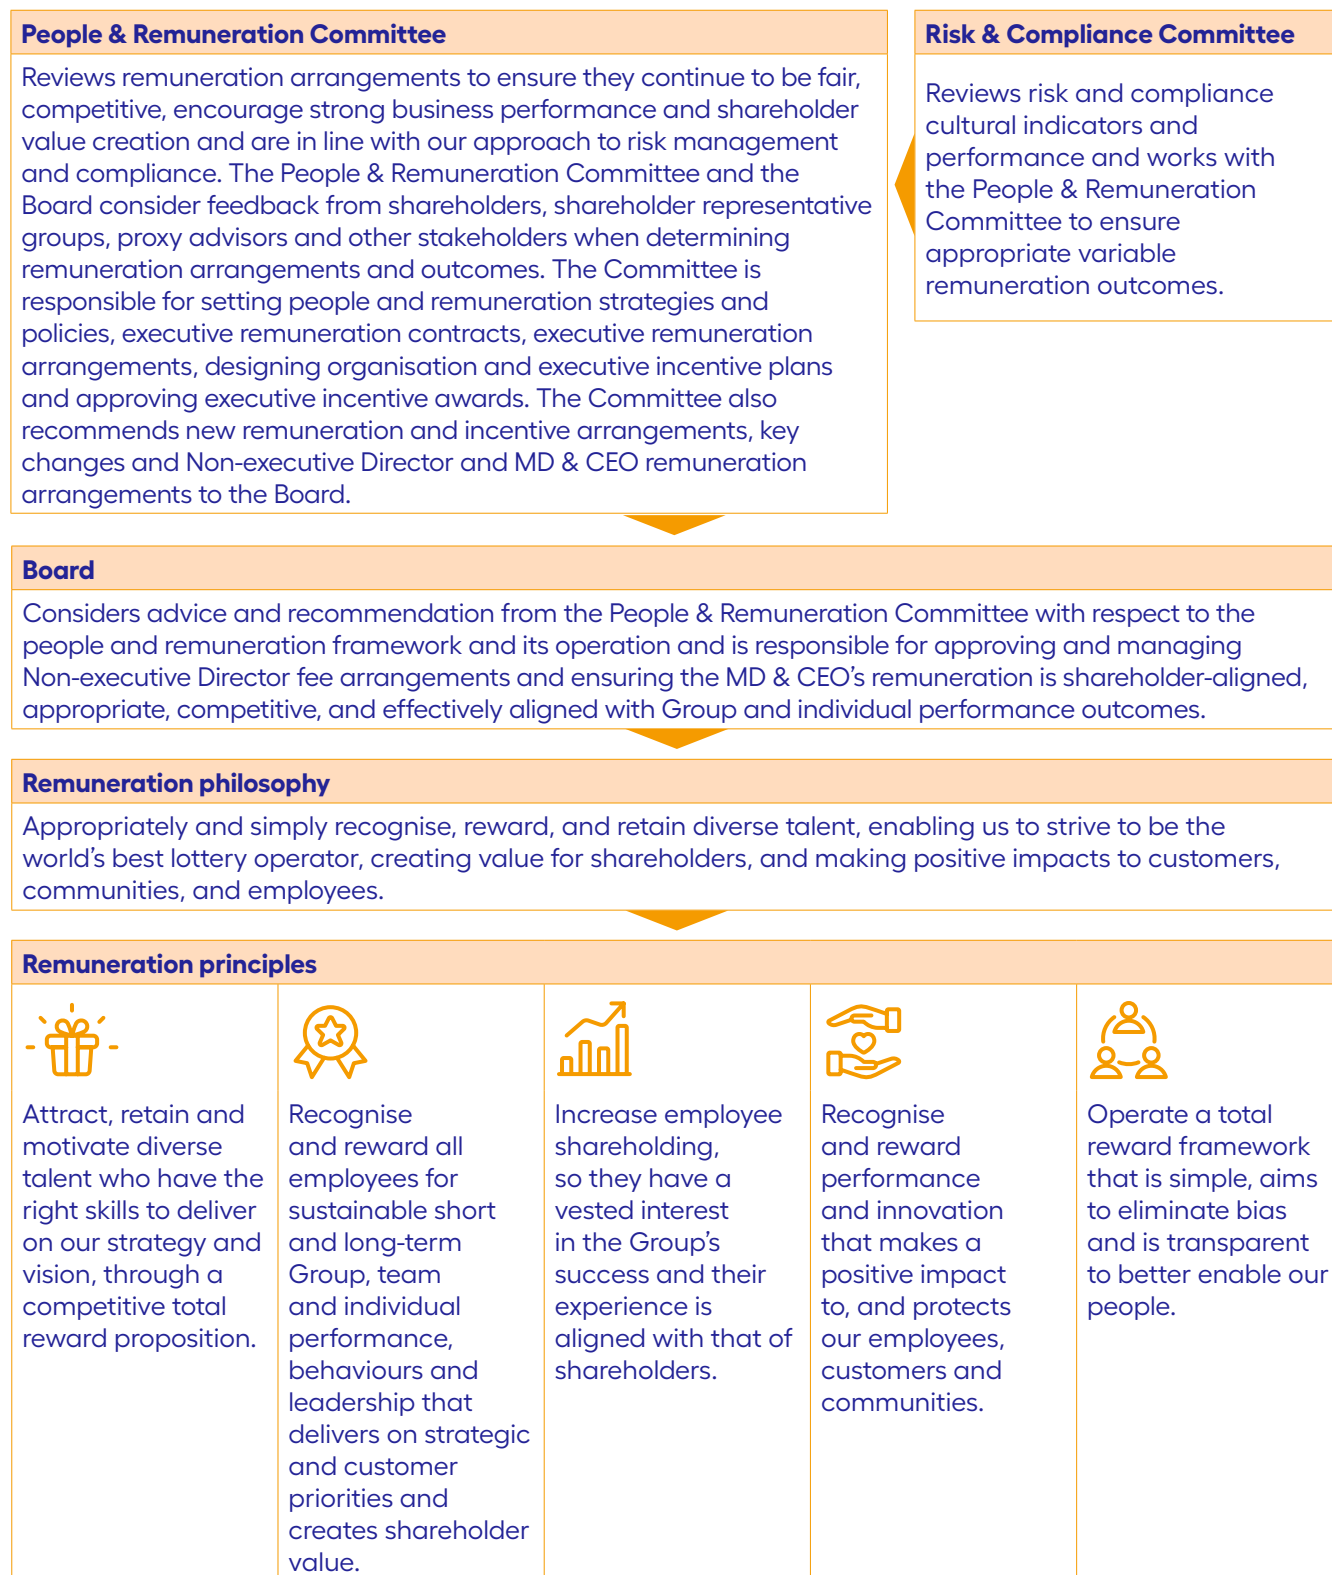 People & Remuneration Committee
Reviews remuneration arrangements to ensure they continue to be fair,
competitive, encourage strong business performance and shareholder
value creation and are in line with our approach to risk management
and compliance. The People & Remuneration Committee and the
Board consider feedback from shareholders, shareholder representative
groups, proxy advisors and other stakeholders when determining
remuneration arrangements and outcomes. The Committee is
responsible for setting people and remuneration strategies and
policies, executive remuneration contracts, executive remuneration
arrangements, designing organisation and executive incentive plans
and approving executive incentive awards. The Committee also
recommends new remuneration and incentive arrangements, key
changes and Non-executive Director and MD & CEO remuneration
arrangements to the Board.
Risk & Compliance Committee
Reviews risk and compliance
cultural indicators and
performance and works with
the People & Remuneration
Committee to ensure
appropriate variable
remuneration outcomes.
Board
Considers advice and recommendation from the People & Remuneration Committee with respect to the
people and remuneration framework and its operation and is responsible for approving and managing
Non-executive Director fee arrangements and ensuring the MD & CEO’s remuneration is shareholder-aligned,
appropriate, competitive, and effectively aligned with Group and individual performance outcomes.
Remuneration philosophy
Appropriately and simply recognise, reward, and retain diverse talent, enabling us to strive to be the
world’s best lottery operator, creating value for shareholders, and making positive impacts to customers,
communities, and employees.
Remuneration principles
Attract, retain and
motivate diverse
talent who have the
right skills to deliver
on our strategy and
vision, through a
competitive total
reward proposition.
Recognise
and reward all
employees for
sustainable short
and long-term
Group, team
and individual
performance,
behaviours and
leadership that
delivers on strategic
and customer
priorities and
creates shareholder
value.
Increase employee
shareholding,
so they have a
vested interest
in the Group’s
success and their
experience is
aligned with that of
shareholders.
Recognise
and reward
performance
and innovation
that makes a
positive impact
to, and protects
our employees,
customers and
communities.
Operate a total
reward framework
that is simple, aims
to eliminate bias
and is transparent
to better enable our
people.